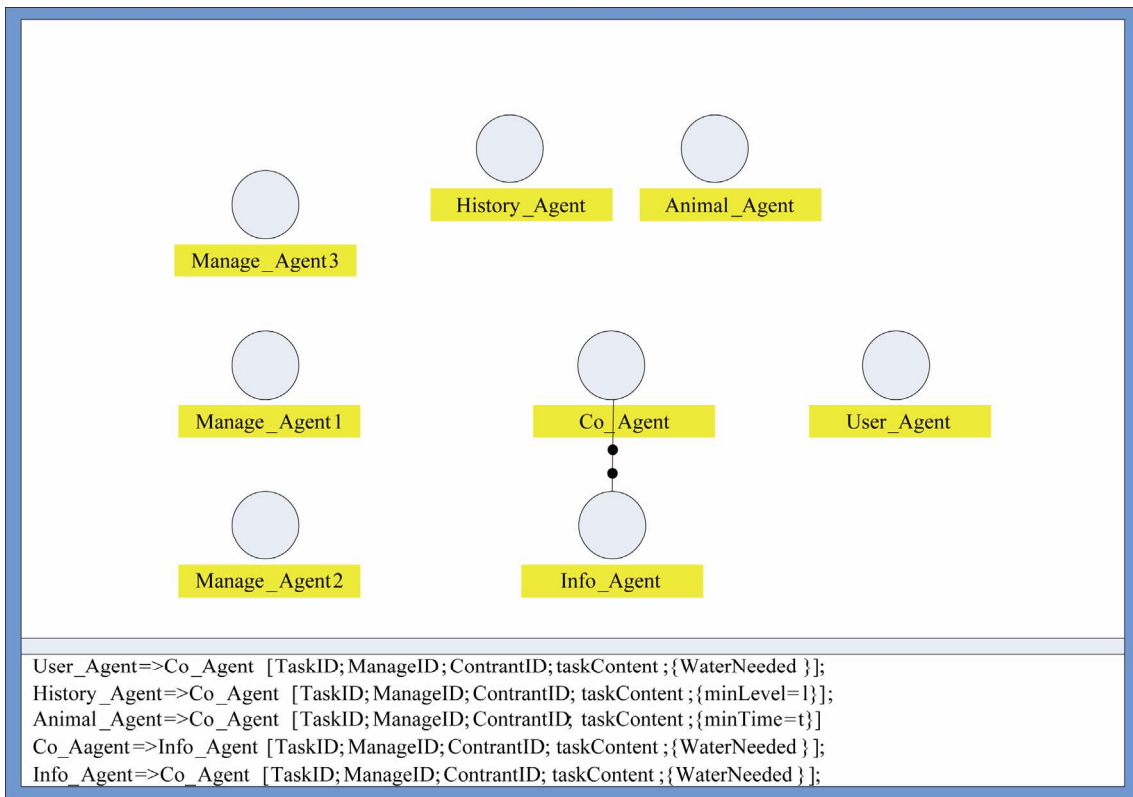 History_Agent
Animal_Agent
Manage_Agent3
Manage_Agent1
Co_Agent
User_Agent
Manage_Agent2
Info_Agent
User_Agent=>Co_Agent [TaskID; ManageID; ContrantID; taskContent ;{WaterNeeded }];
History_Agent=>Co_Agent [TaskID; ManageID; ContrantID; taskContent ;{minLevel=l}];
Animal_Agent=>Co_Agent [TaskID; ManageID; ContrantID; taskContent ;{minTime=t}]
Co_Aagent=>Info_Agent [TaskID; ManageID; ContrantID; taskContent ;{WaterNeeded }];
Info_Agent=>Co_Agent [TaskID; ManageID; ContrantID; taskContent ;{WaterNeeded };